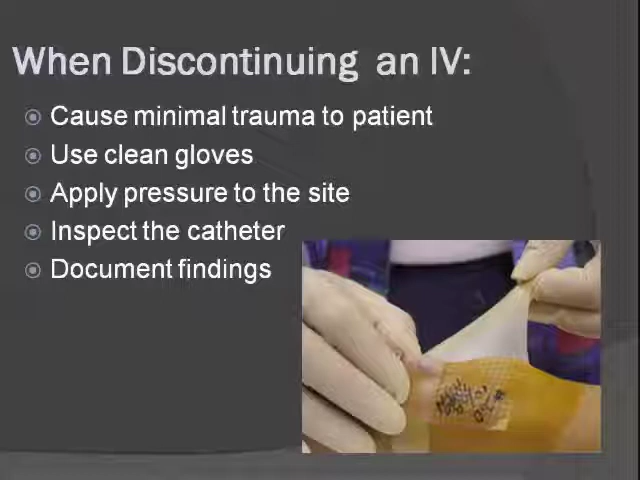 When Discontinuing an IV:
Cause minimal trauma to patient
Use clean gloves
Apply pressure to the site
Inspect the catheter
Document findings